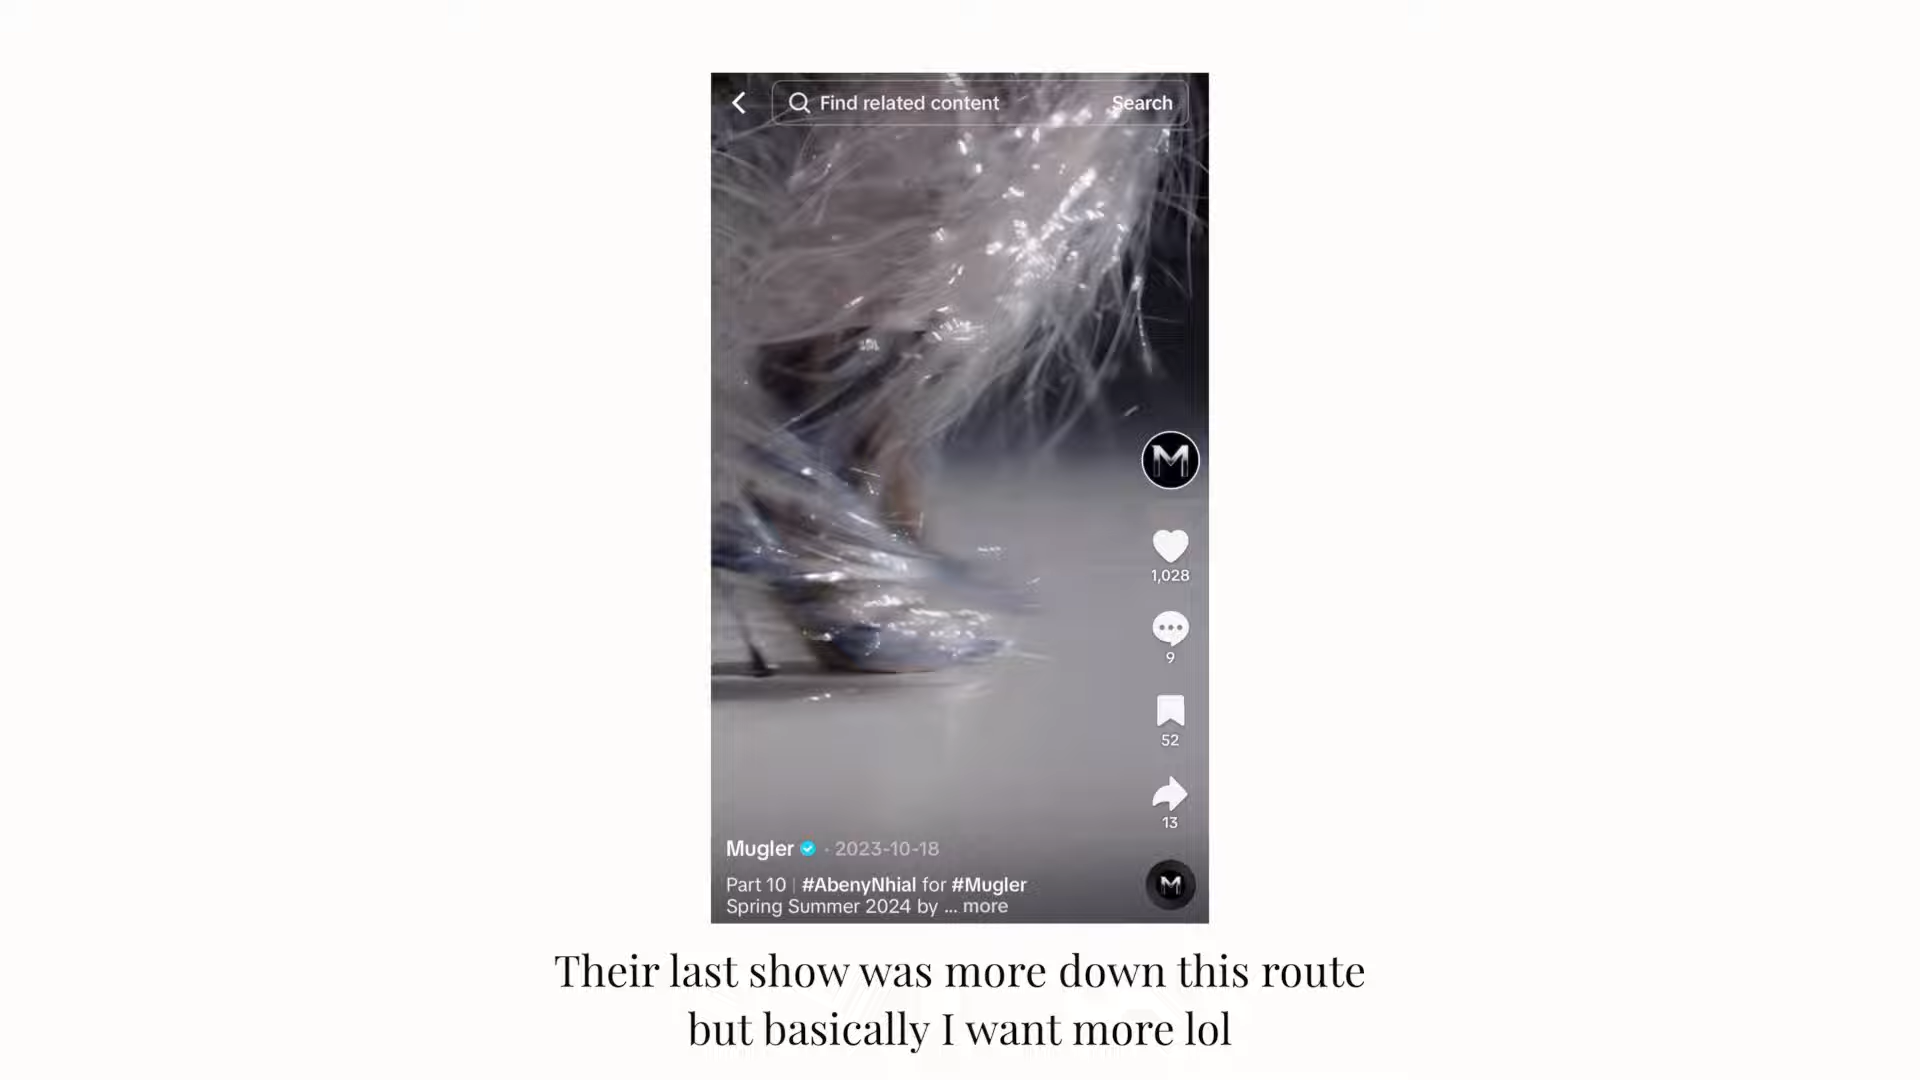 Find related content Search
M
1,028
9
52
13
Mugler · 2023-10-18
Part 10 | #AbenyNhial for #Mugler
Spring Summer 2024 by ... more
M
Their last show was more down this route
but basically I want more lol